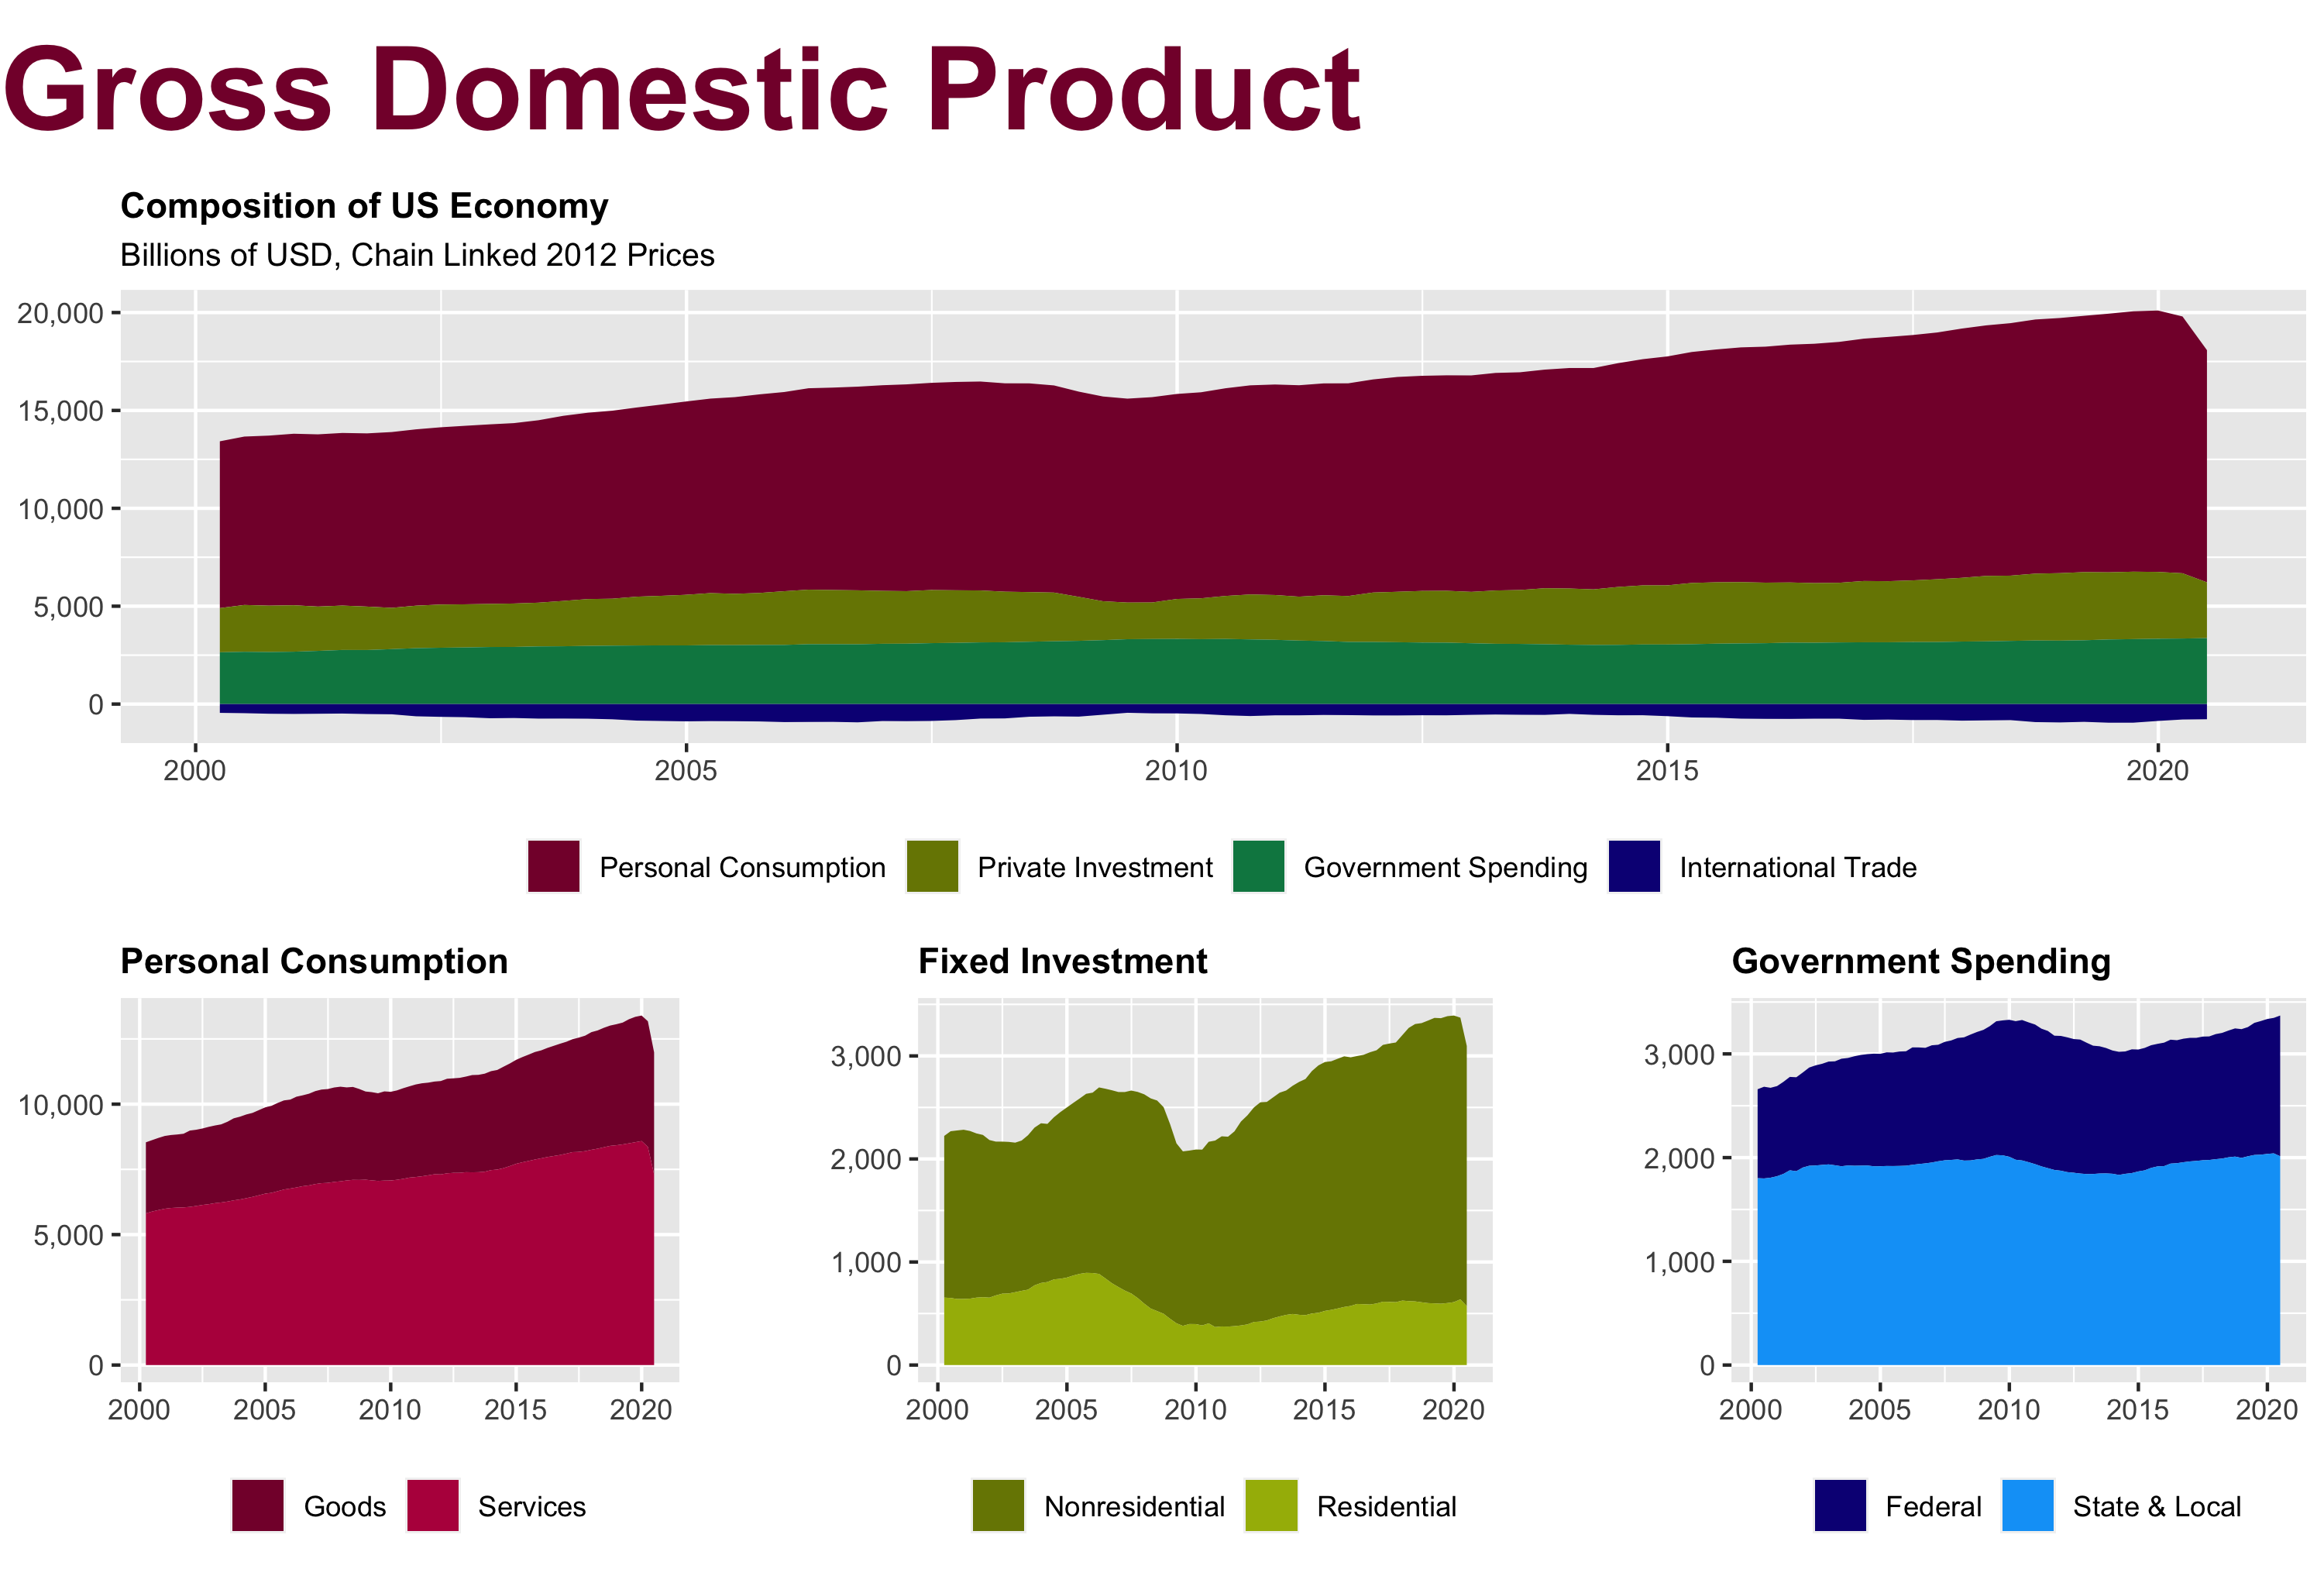 Gross Domestic Product
Composition of US Economy
Billions of USD, Chain Linked 2012 Prices
20,000
15,000
10,000
5,000
0
2000 2005 2010 2015 2020
Personal Consumption Private Investment Government Spending International Trade
Personal Consumption
10,000
5,000
0
2000 2005 2010 2015 2020
Goods Services
Fixed Investment
3,000
2,000
1,000
0
2000 2005 2010 2015 2020
Nonresidential Residential
Government Spending
3,000
2,000
1,000
0
2000 2005 2010 2015 2020
Federal State & Local